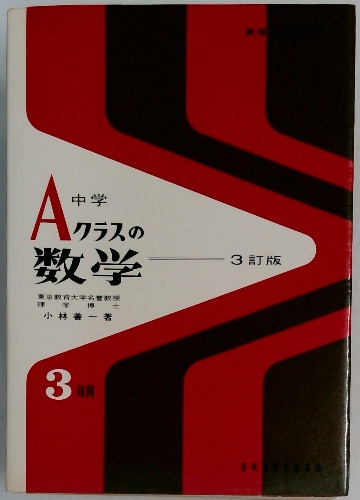 中学
Aクラスの
数学
3訂版
東京教育大学名誉教授
理学博士
小林善一著
3年用